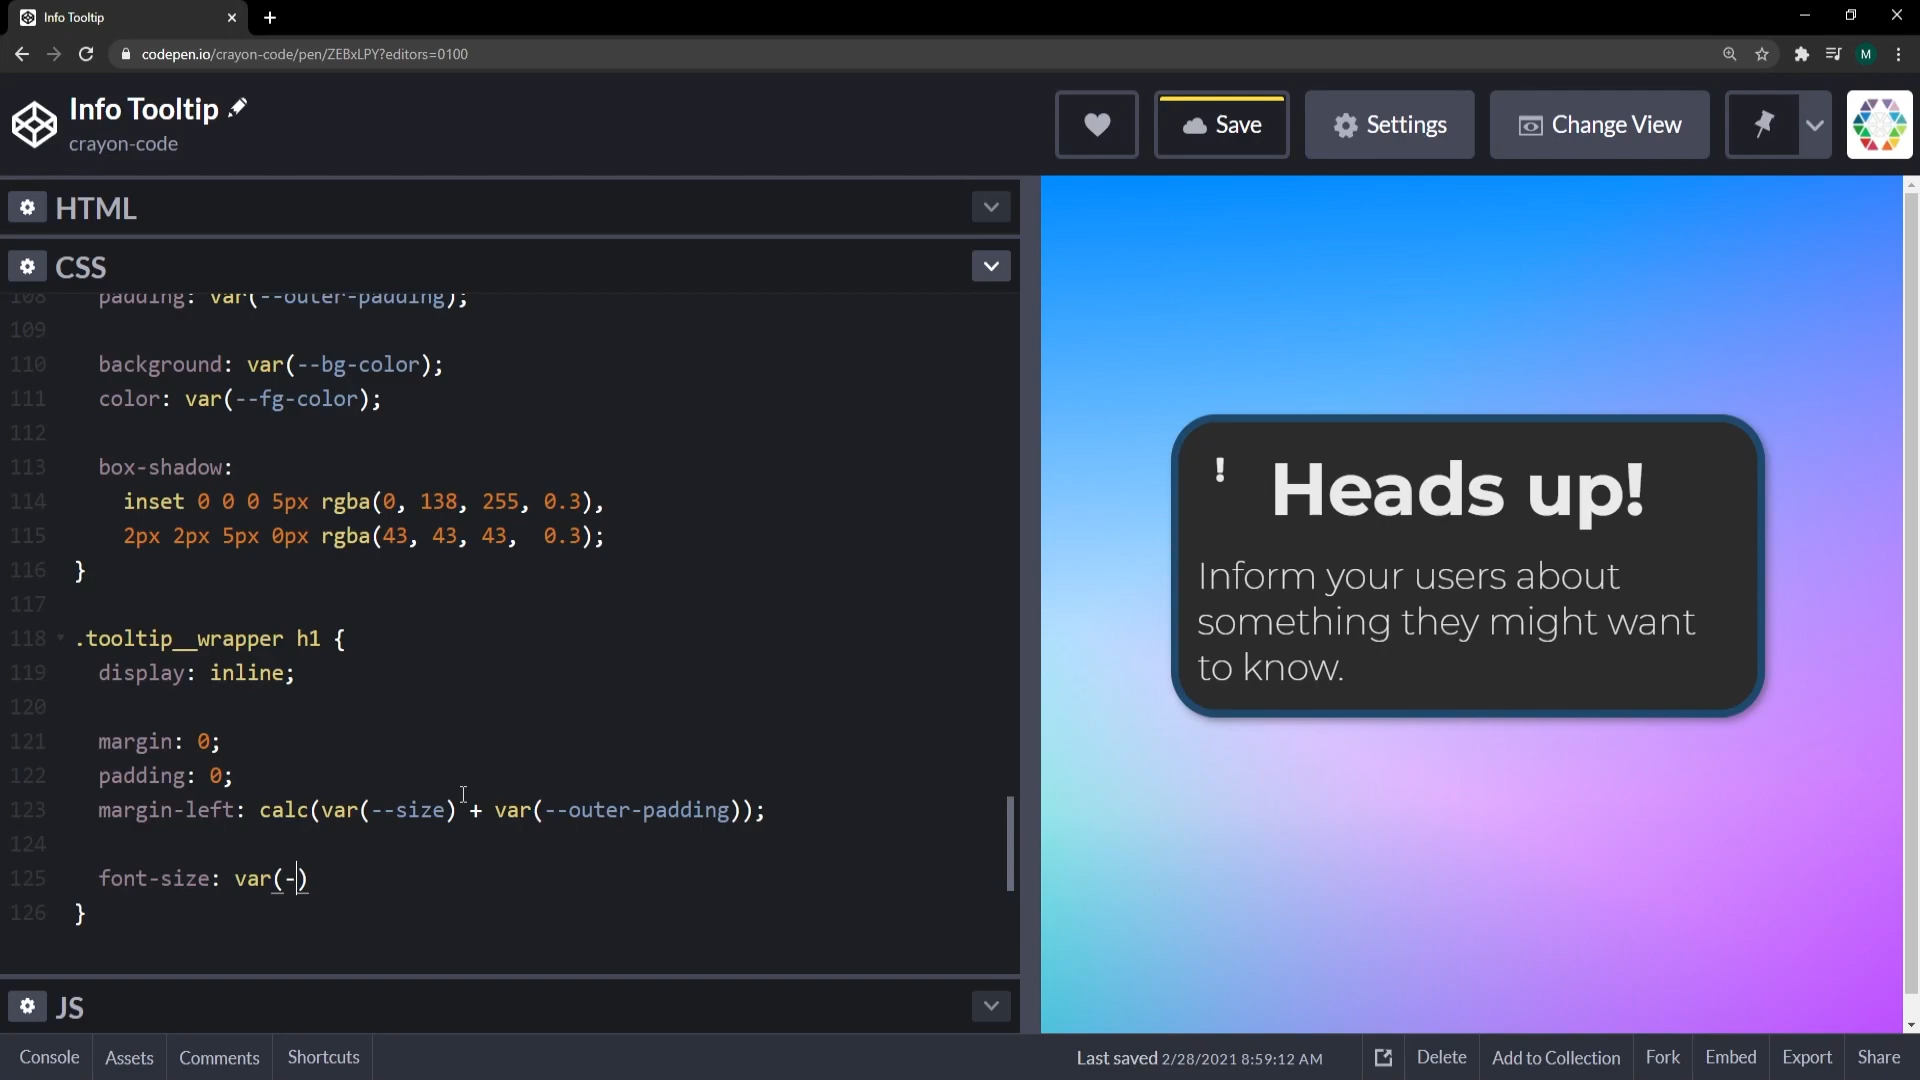 Info Tooltip
codepen.io/crayon-code/pen/ZEBxLPY?editors=0100
M
Info Tooltip
crayon-code
Save
Settings
Change View
HTML
CSS
108 padding: var(--outer-padding);
109
110 background: var(--bg-color);
111 color: var(--fg-color);
112
113 box-shadow:
114 inset 0 0 0 5px rgba(0, 138, 255, 0.3),
115 2px 2px 5px 0px rgba(43, 43, 43, 0.3);
116 }
117
118 .tooltip__wrapper h1 {
119 display: inline;
120
121 margin: 0;
122 padding: 0;
123 margin-left: calc(var(--size) + var(--outer-padding));
124
125 font-size: var(-)
126 }
! Heads up!
Inform your users about
something they might want
to know.
JS
Console Assets Comments Shortcuts
Last saved 2/28/2021 8:59:12 AM
Delete Add to Collection Fork Embed Export Share